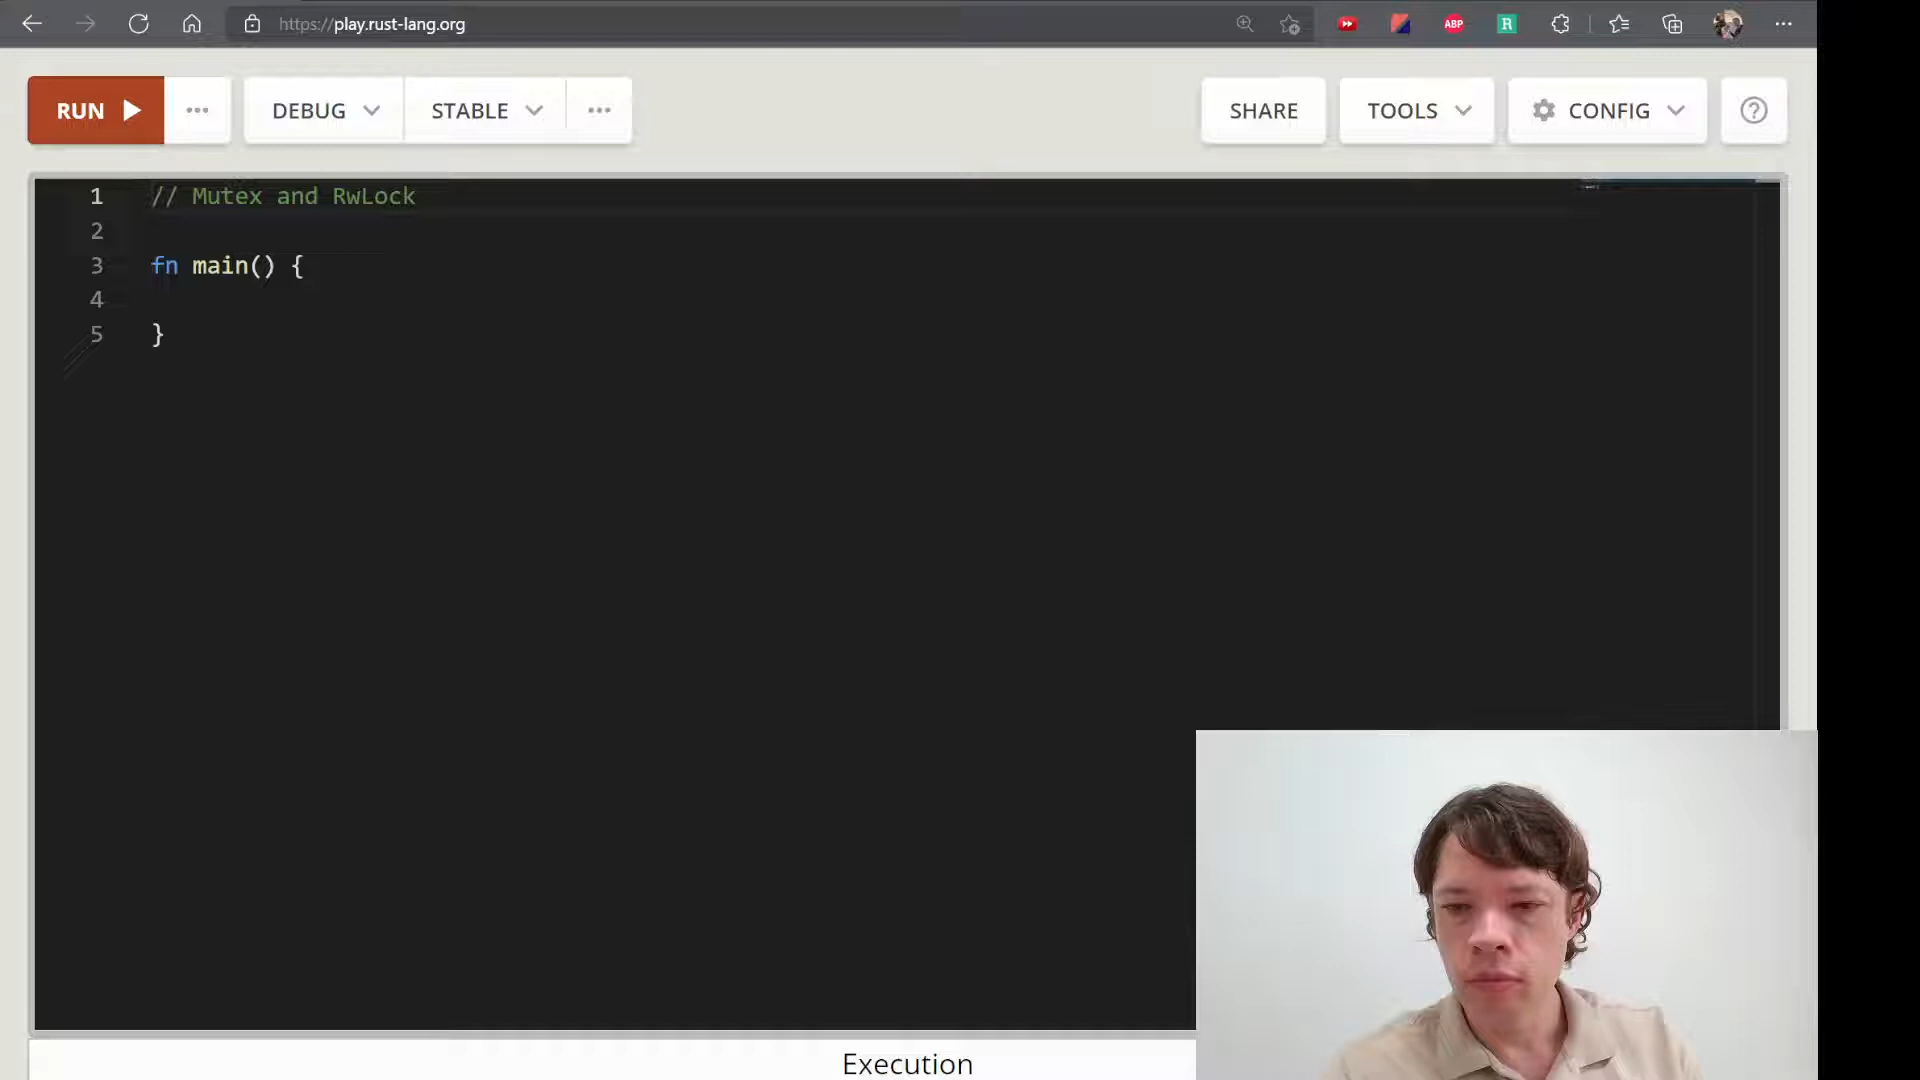 https://play.rust-lang.org
ABP
R
RUN
DEBUG
STABLE
SHARE
TOOLS
CONFIG
1 // Mutex and RwLock
2
3 fn main() {
4
5 }
Execution